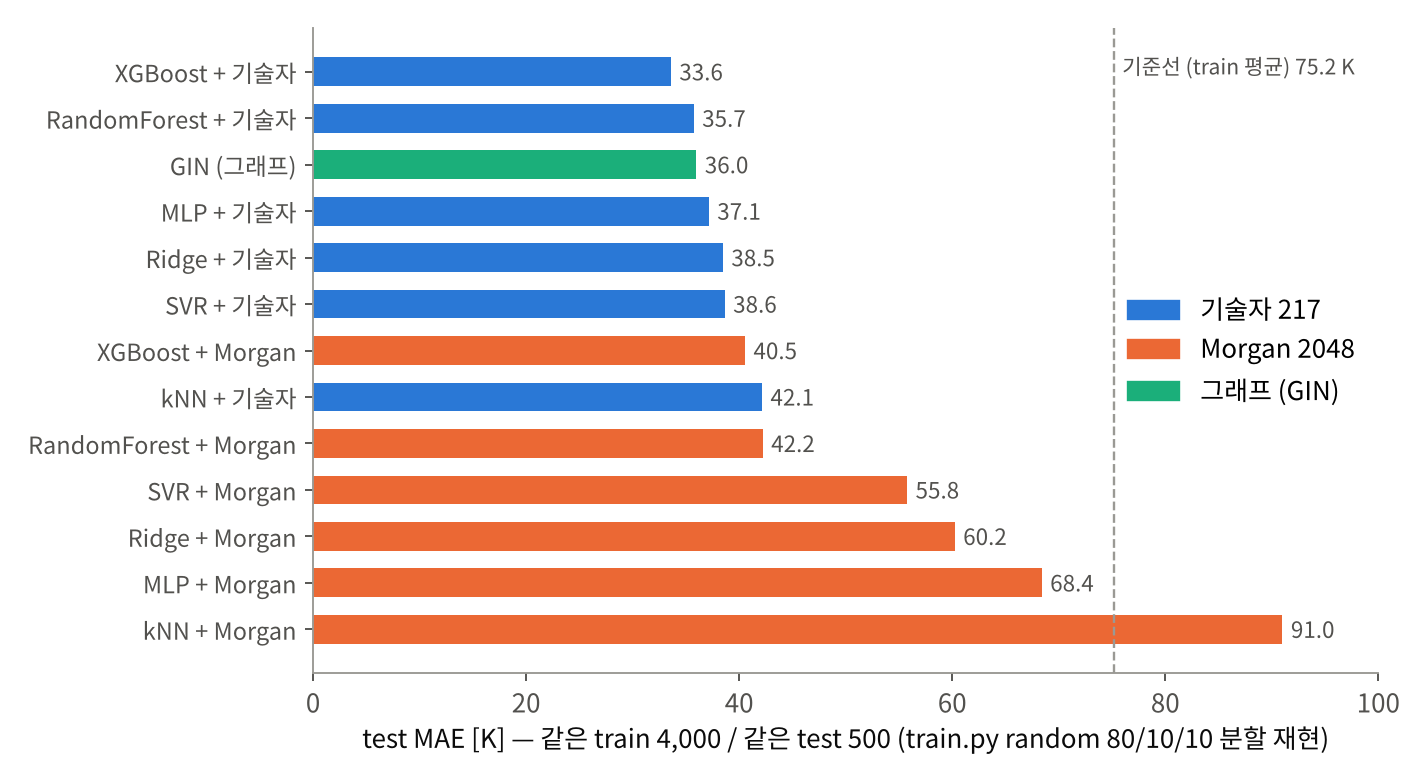 기준선 (train 평균) 75.2 K
XGBoost + 기술자 33.6
RandomForest + 기술자 35.7
GIN (그래프) 36.0
MLP + 기술자 37.1
Ridge + 기술자 38.5
SVR + 기술자 38.6
XGBoost + Morgan 40.5
kNN + 기술자 42.1
RandomForest + Morgan 42.2
SVR + Morgan 55.8
Ridge + Morgan 60.2
MLP + Morgan 68.4
kNN + Morgan 91.0
기술자 217
Morgan 2048
그래프 (GIN)
0 20 40 60 80 100
test MAE [K] — 같은 train 4,000 / 같은 test 500 (train.py random 80/10/10 분할 재현)